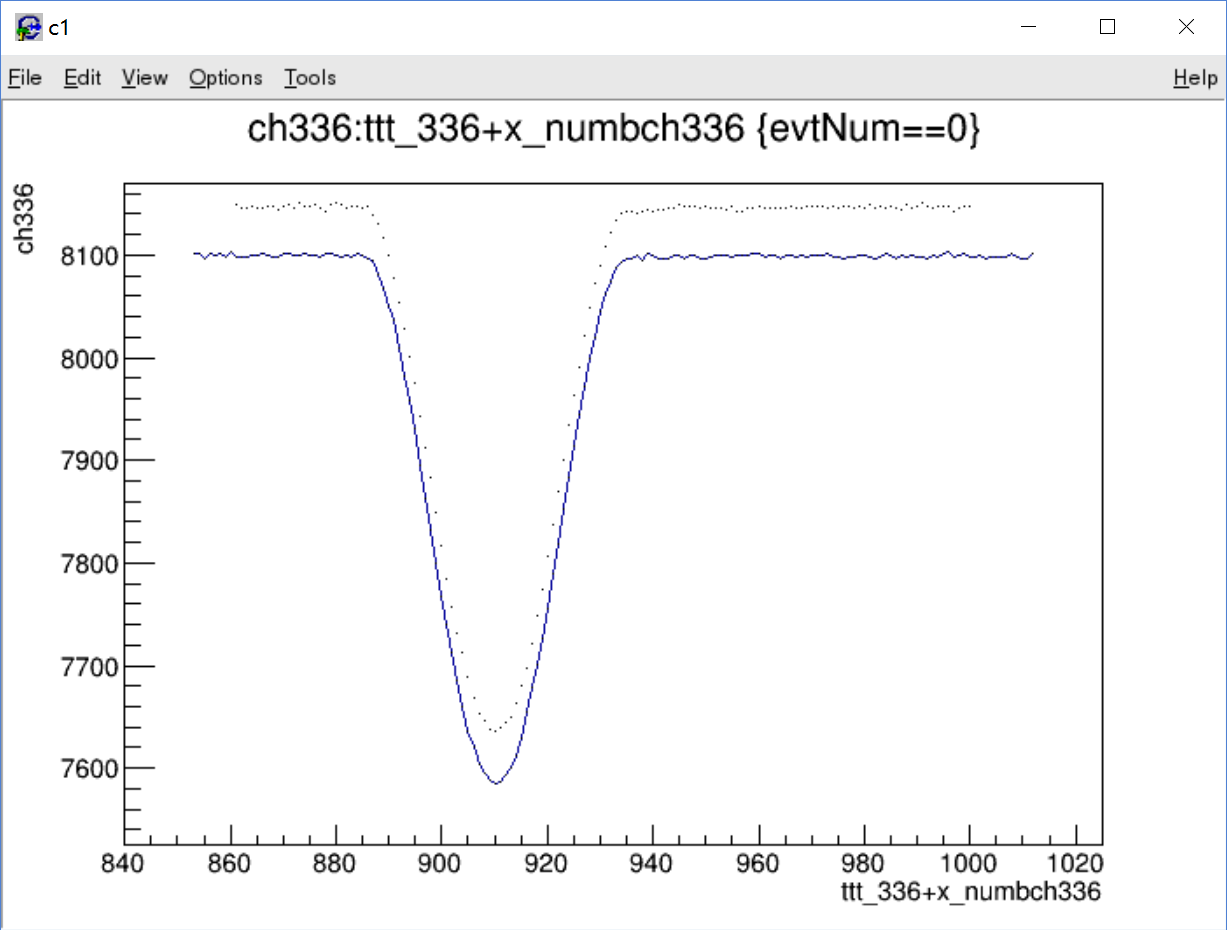 c1
File Edit View Options Tools Help
ch336:ttt_336+x_numbch336 {evtNum==0}
ch336
8100
8000
7900
7800
7700
7600
840 860 880 900 920 940 960 980 1000 1020
ttt_336+x_numbch336